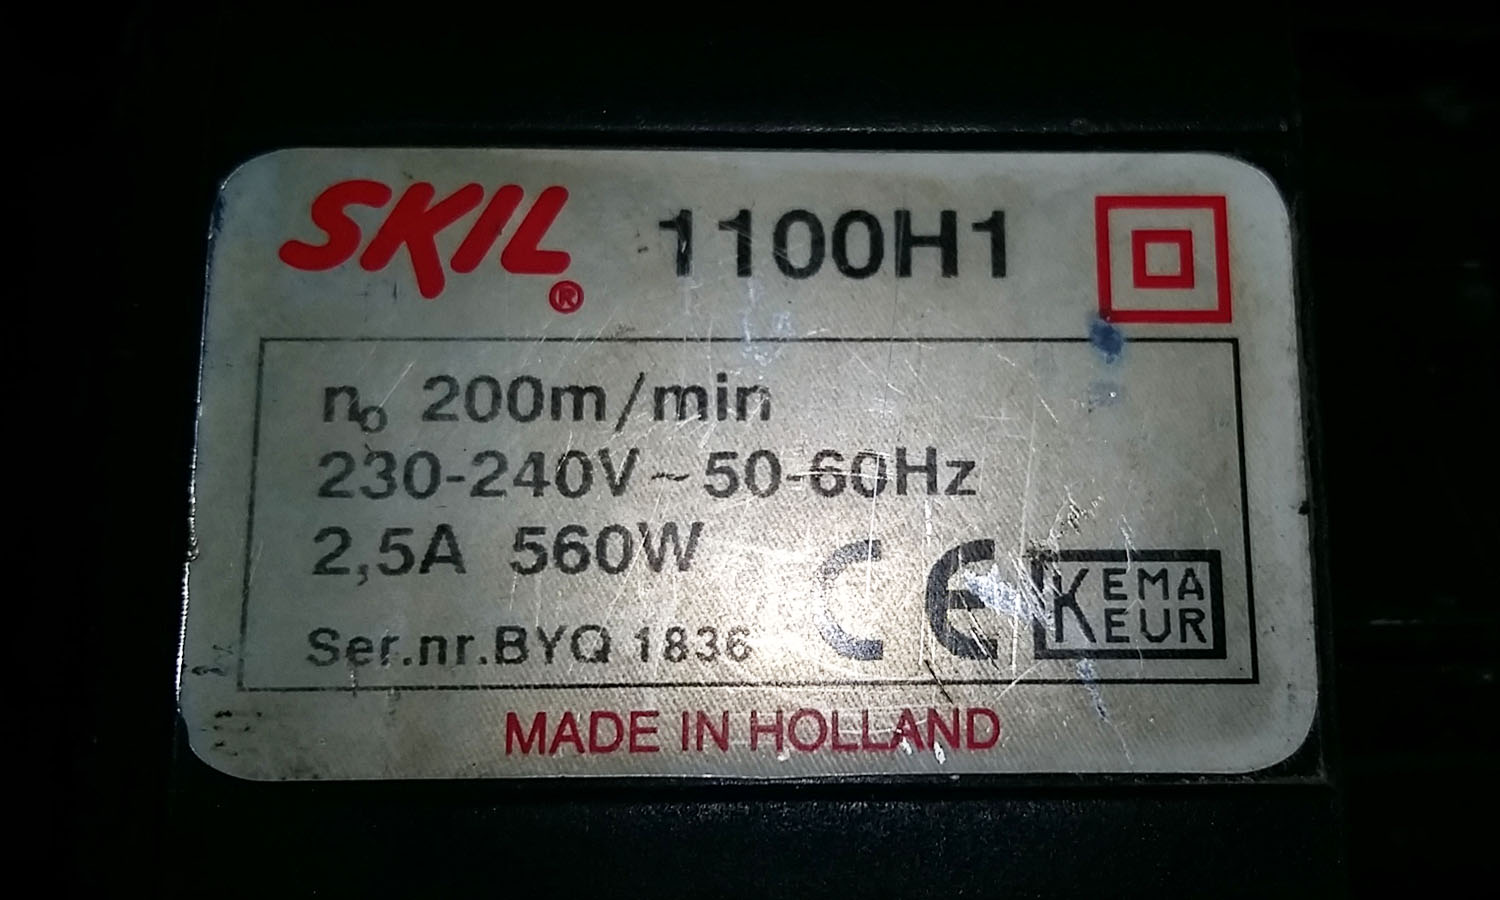 SKIL® 1100H1
n₀ 200m/min
230-240V~50-60Hz
2,5A 560W
Ser.nr.BYQ 1836
CE
KEMA
KEUR
MADE IN HOLLAND